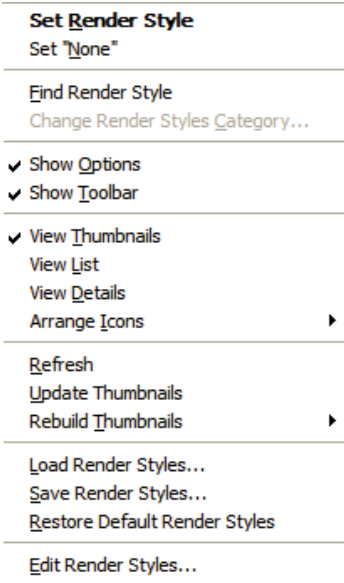 Set Render Style
Set "None"
Find Render Style
Change Render Styles Category...
Show Options
Show Toolbar
View Thumbnails
View List
View Details
Arrange Icons
Refresh
Update Thumbnails
Rebuild Thumbnails
Load Render Styles...
Save Render Styles...
Restore Default Render Styles
Edit Render Styles...